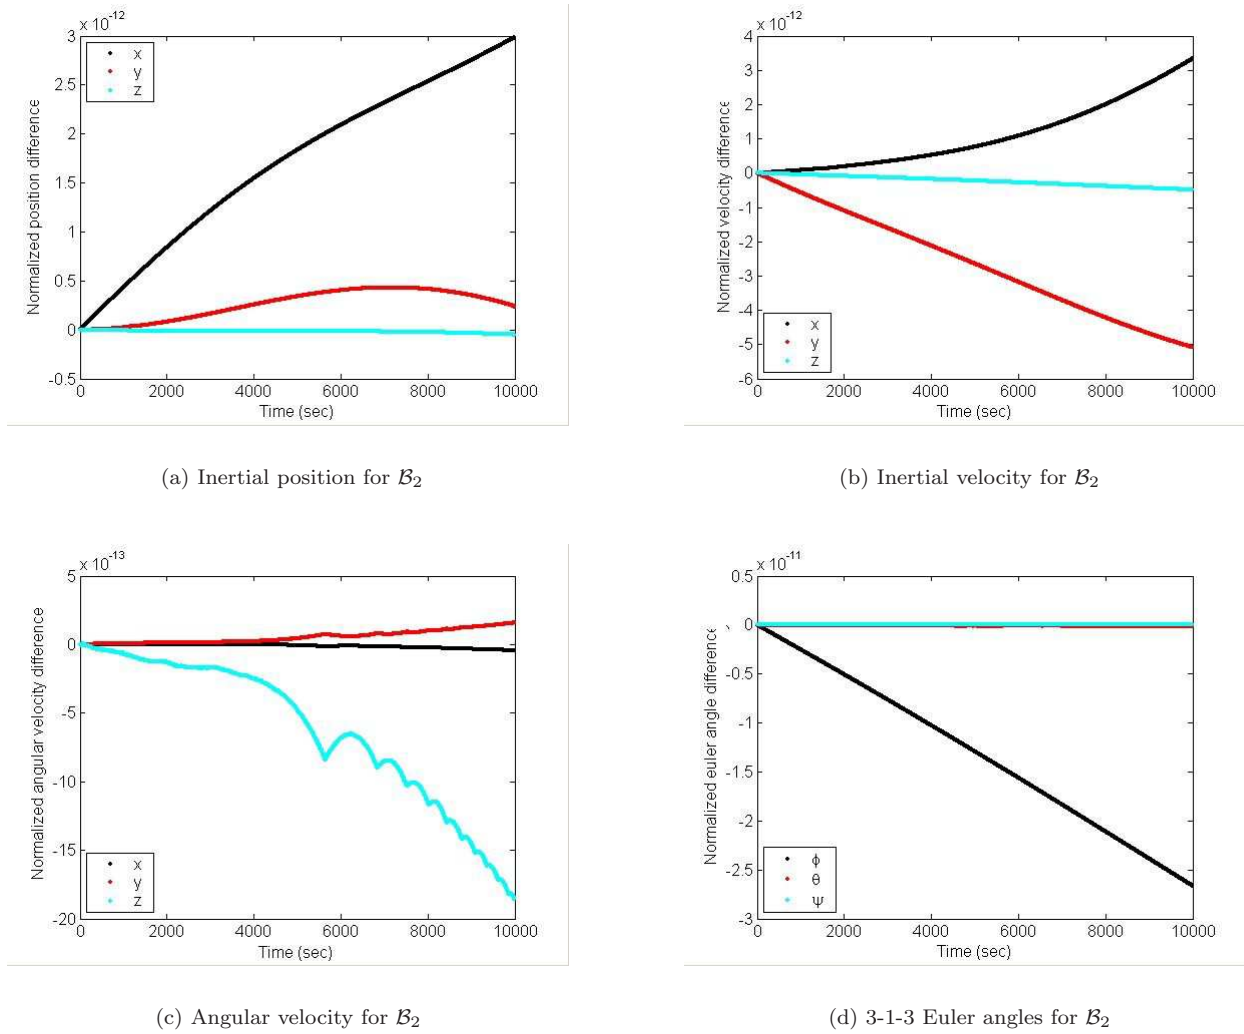 x 10^-12
3
2.5
2
1.5
1
0.5
0
-0.5
x
y
z
Normalized position difference
0 2000 4000 6000 8000 10000
Time (sec)
(a) Inertial position for B2
x 10^-12
4
3
2
1
0
-1
-2
-3
-4
-5
-6
x
y
z
Normalized velocity difference
0 2000 4000 6000 8000 10000
Time (sec)
(b) Inertial velocity for B2
x 10^-13
5
0
-5
-10
-15
-20
x
y
z
Normalized angular velocity difference
0 2000 4000 6000 8000 10000
Time (sec)
(c) Angular velocity for B2
x 10^-11
0.5
0
-0.5
-1
-1.5
-2
-2.5
-3
ϕ
θ
ψ
Normalized euler angle difference
0 2000 4000 6000 8000 10000
Time (sec)
(d) 3-1-3 Euler angles for B2